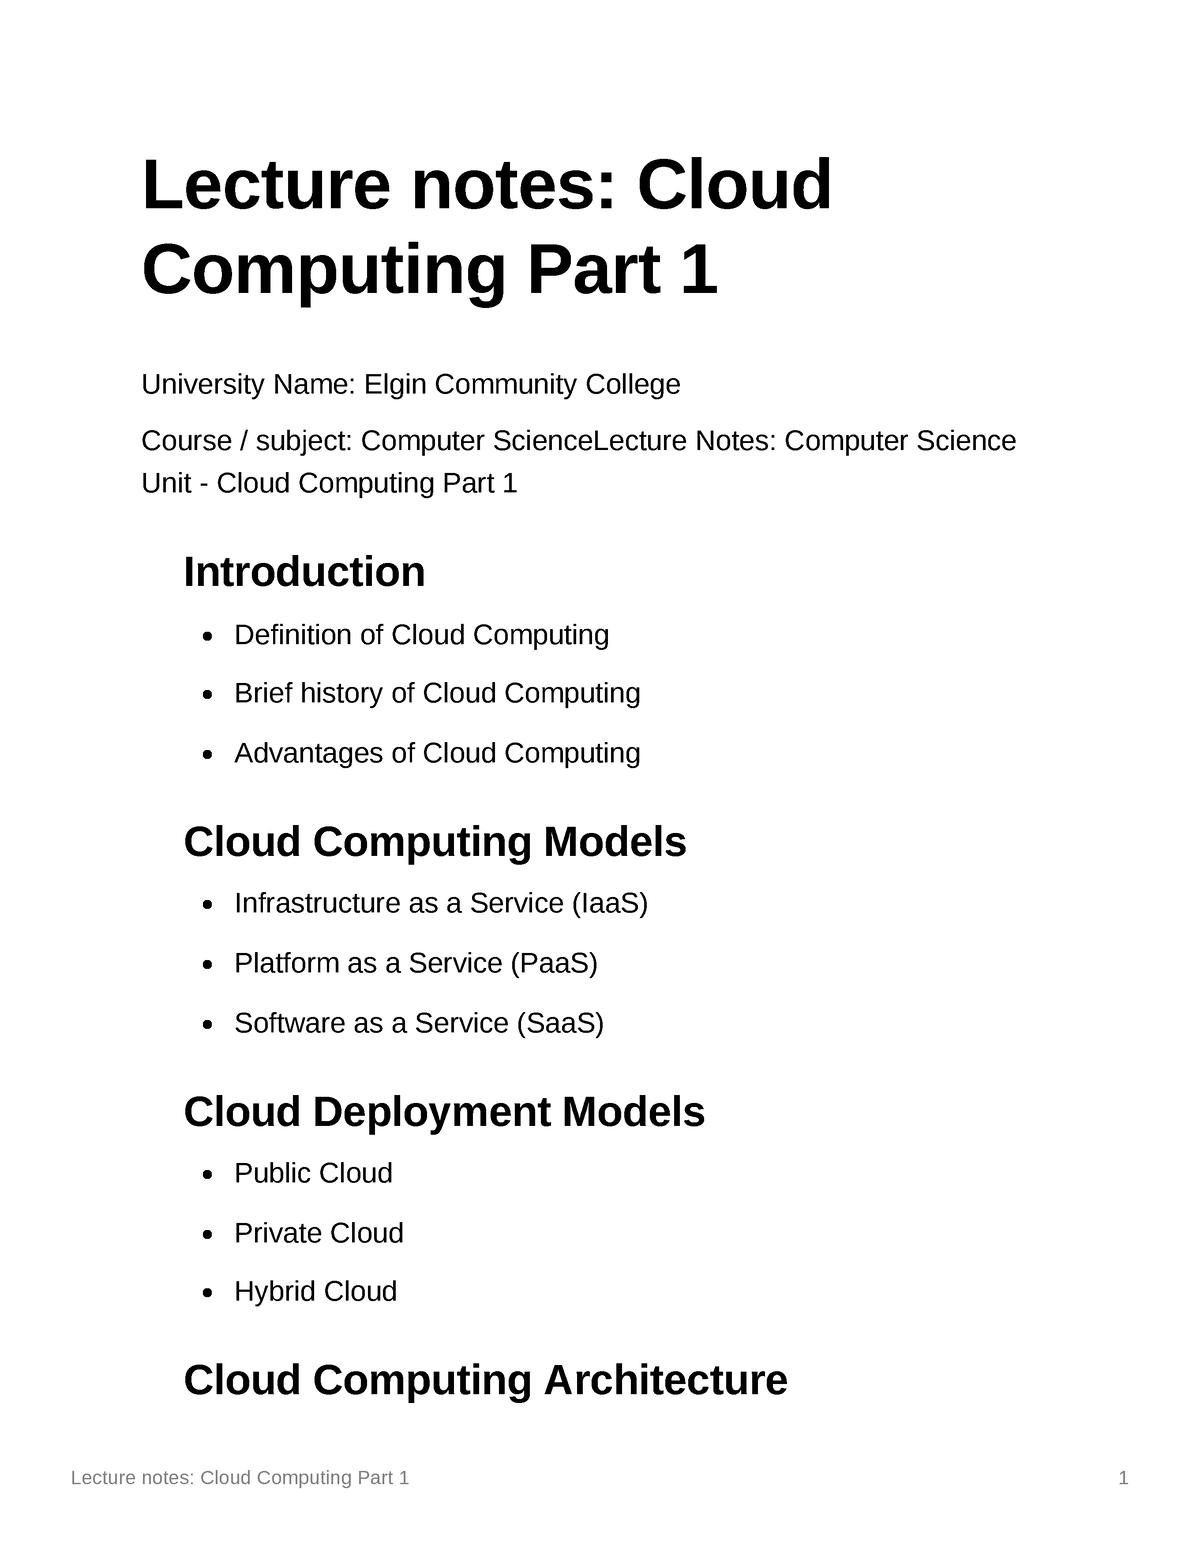 Lecture notes: Cloud
Computing Part 1
University Name: Elgin Community College
Course / subject: Computer ScienceLecture Notes: Computer Science
Unit - Cloud Computing Part 1
Introduction
• Definition of Cloud Computing
• Brief history of Cloud Computing
• Advantages of Cloud Computing
Cloud Computing Models
• Infrastructure as a Service (IaaS)
• Platform as a Service (PaaS)
• Software as a Service (SaaS)
Cloud Deployment Models
• Public Cloud
• Private Cloud
• Hybrid Cloud
Cloud Computing Architecture
Lecture notes: Cloud Computing Part 1 1